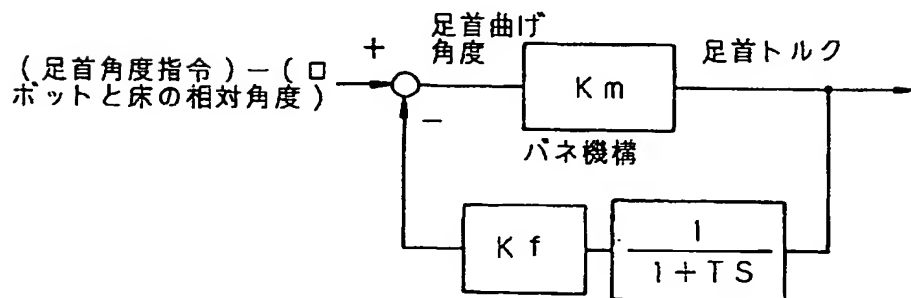 足首曲げ
角度
+
足首トルク
(足首角度指令)－(ロ
ボットと床の相対角度)
Km
－
バネ機構
Kf
1
1+TS